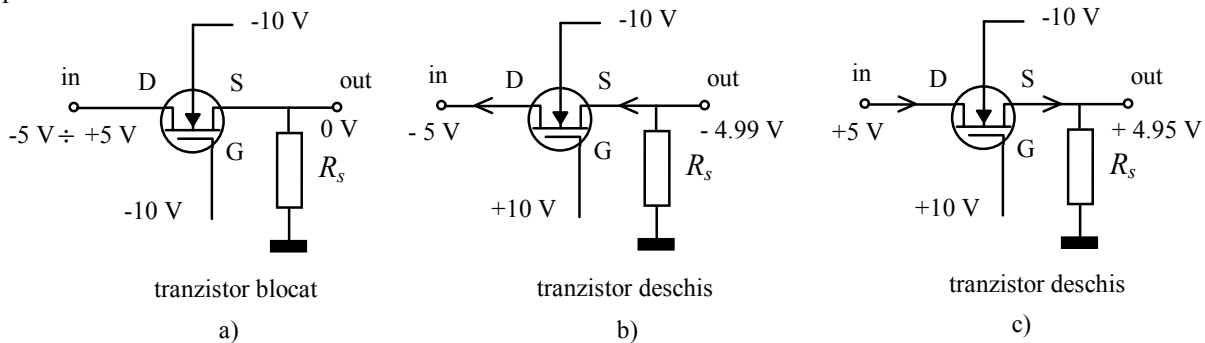 -10 V
in
D
S
out
-5 V ÷ +5 V
0 V
G
R_s
-10 V
tranzistor blocat
a)
-10 V
in
D
S
out
- 5 V
- 4.99 V
G
R_s
+10 V
tranzistor deschis
b)
-10 V
in
D
S
out
+5 V
+ 4.95 V
G
R_s
+10 V
tranzistor deschis
c)